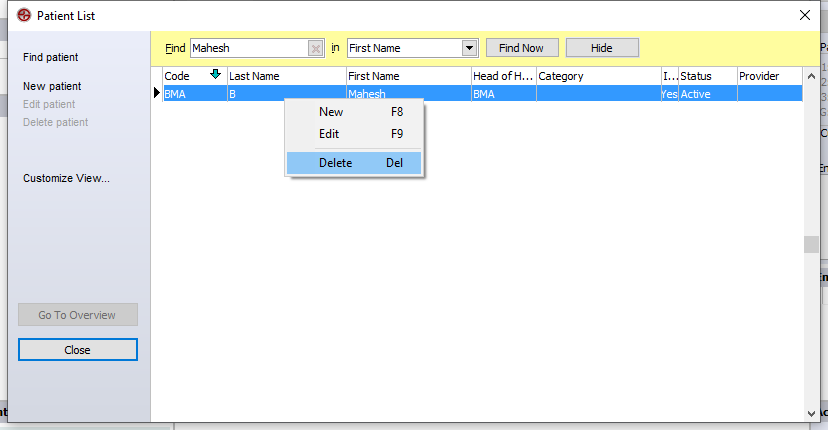 Patient List
Find patient
New patient
Edit patient
Delete patient
Customize View...
Go To Overview
Close
Find Mahesh in First Name Find Now Hide
Code Last Name First Name Head of H... Category I... Status Provider
BMA B Mahesh BMA Yes Active
New F8
Edit F9
Delete Del